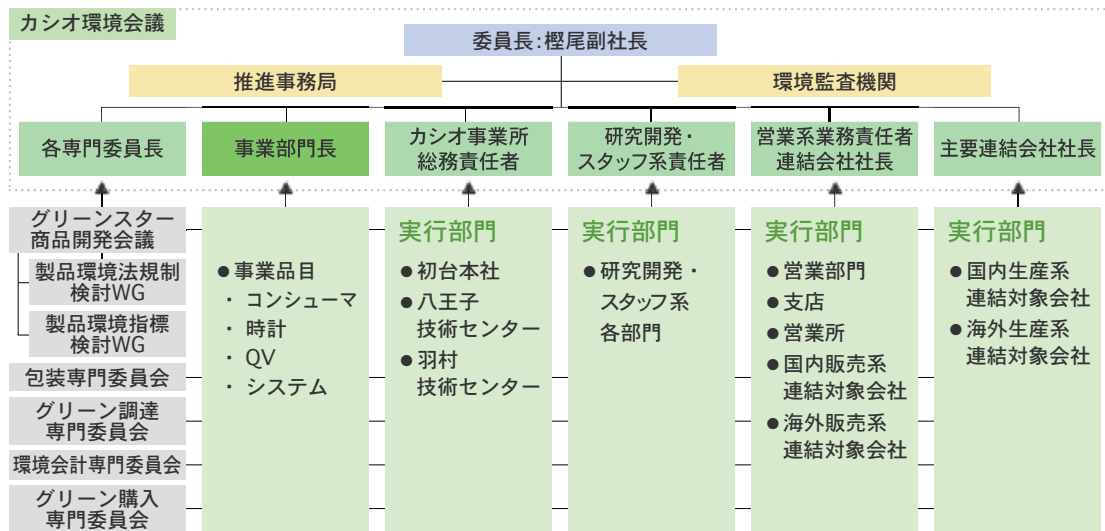 カシオ環境会議
委員長:樫尾副社長
推進事務局
環境監査機関
各専門委員長
事業部門長
カシオ事業所
総務責任者
研究開発・
スタッフ系責任者
営業系業務責任者
連結会社社長
主要連結会社社長
グリーンスター
商品開発会議
製品環境法規制
検討WG
製品環境指標
検討WG
包装専門委員会
グリーン調達
専門委員会
環境会計専門委員会
グリーン購入
専門委員会
●事業品目
・コンシューマ
・時計
・QV
・システム
実行部門
●初台本社
●八王子
技術センター
●羽村
技術センター
実行部門
●研究開発・
スタッフ系
各部門
実行部門
●営業部門
●支店
●営業所
●国内販売系
連結対象会社
●海外販売系
連結対象会社
実行部門
●国内生産系
連結対象会社
●海外生産系
連結対象会社